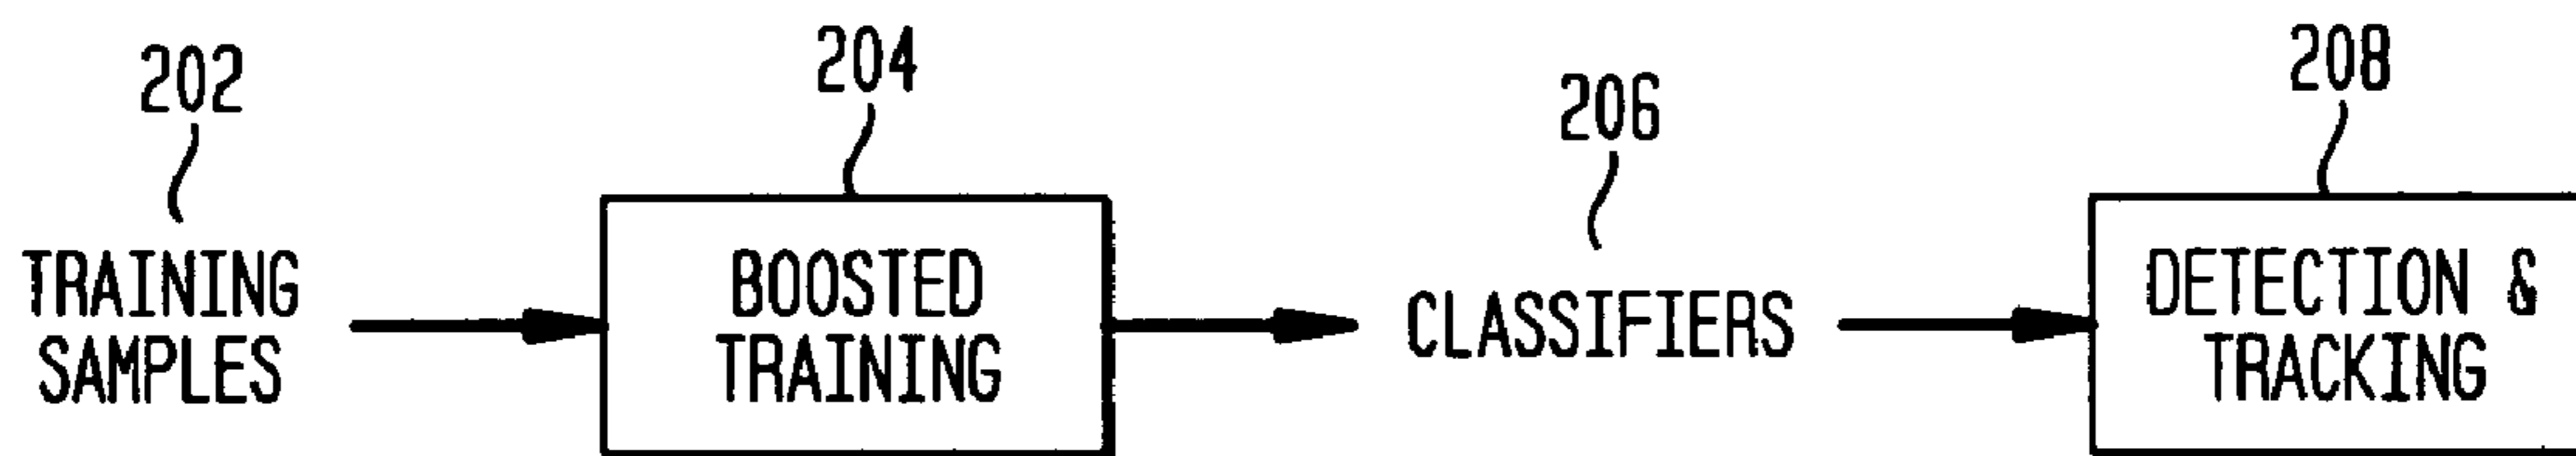 202
TRAINING
SAMPLES
204
BOOSTED
TRAINING
206
CLASSIFIERS
208
DETECTION &
TRACKING